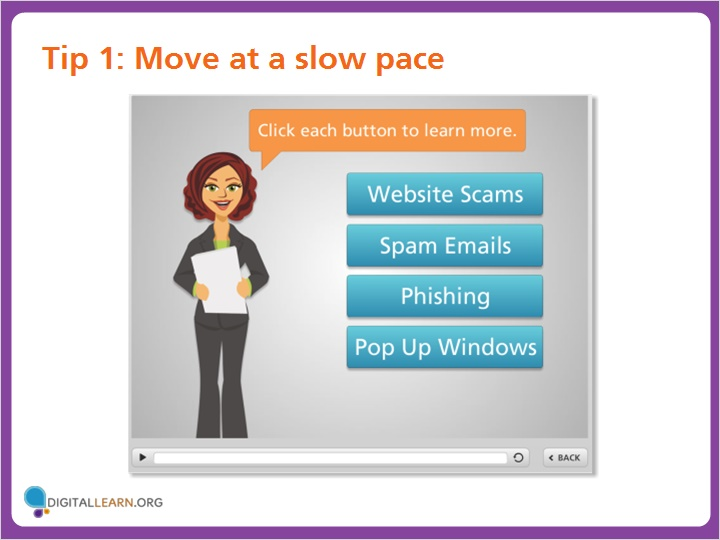 Tip 1: Move at a slow pace
Click each button to learn more.
Website Scams
Spam Emails
Phishing
Pop Up Windows
BACK
DIGITALLEARN.ORG